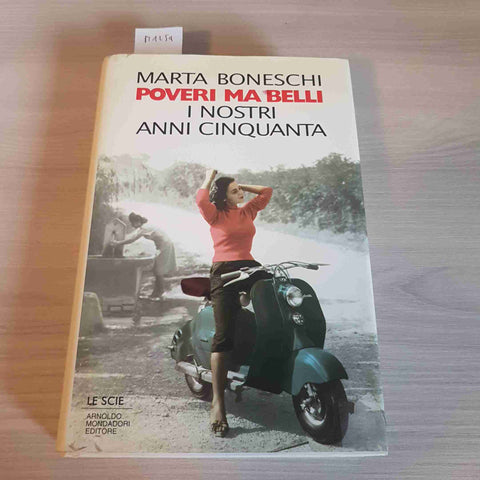 MARTA BONESCHI
POVERI MA BELLI
I NOSTRI
ANNI CINQUANTA
LE SCIE
ARNOLDO
MONDADORI
EDITORE